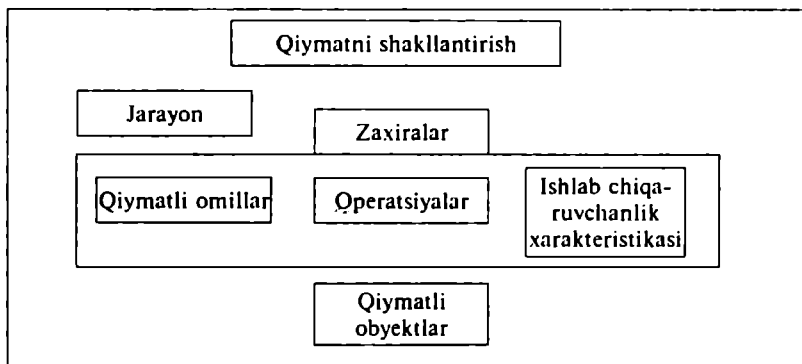 Qiymatni shakllantirish
Jarayon
Zaxiralar
Qiymatli omillar
Operatsiyalar
Ishlab chiqa-
ruvchanlik
xarakteristikasi
Qiymatli
obyektlar